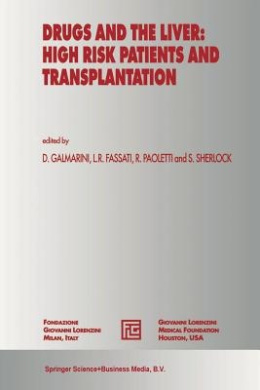 DRUGS AND THE LIVER:
HIGH RISK PATIENTS AND
TRANSPLANTATION
edited by
D. GALMARINI, L.R. FASSATI, R. PAOLETTI and S. SHERLOCK
FONDAZIONE
GIOVANNI LORENZINI
MILAN, ITALY
FLG
GIOVANNI LORENZINI
MEDICAL FOUNDATION
HOUSTON, USA
Springer Science+Business Media, B.V.